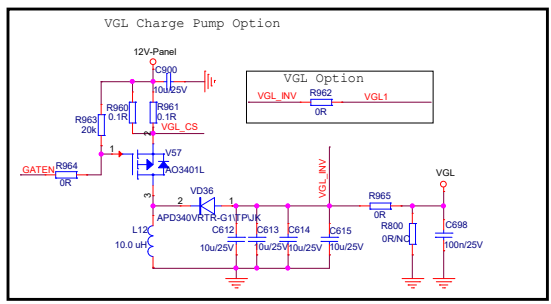 VGL Charge Pump Option
12V-Panel
C900
10u/25V
VGL Option
VGL_INV
R962
VGL1
0R
R960
0.1R
R961
0.1R
R963
20k
VGL_CS
2
1
V57
AO3401L
GATEN
R964
0R
3
VGL_INV
VGL
2
VD36
1
APD340VRTR-G1\TP\JK
R965
0R
L12
10.0 uH
C612
10u/25V
C613
10u/25V
C614
10u/25V
C615
10u/25V
R800
0R/NC
C698
100n/25V